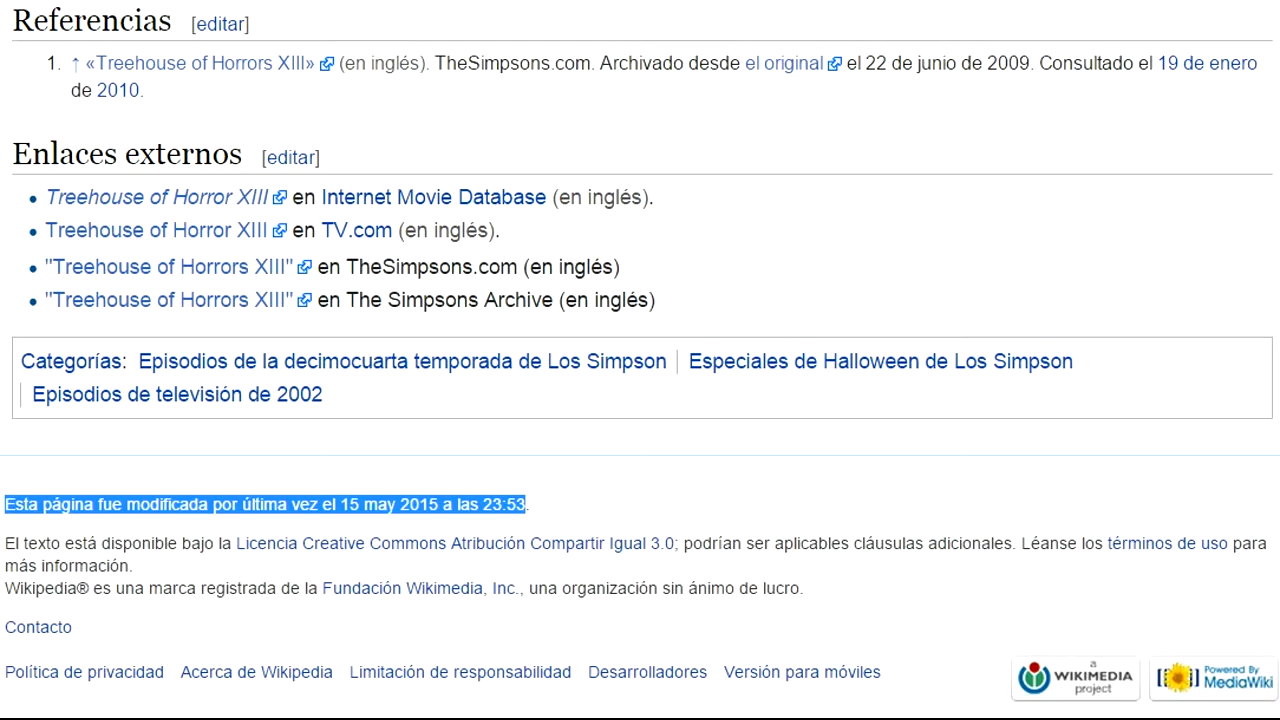 Referencias [editar]
1. ↑ «Treehouse of Horrors XIII» (en inglés). TheSimpsons.com. Archivado desde el original el 22 de junio de 2009. Consultado el 19 de enero
de 2010.
Enlaces externos [editar]
• Treehouse of Horror XIII en Internet Movie Database (en inglés).
• Treehouse of Horror XIII en TV.com (en inglés).
• "Treehouse of Horrors XIII" en TheSimpsons.com (en inglés)
• "Treehouse of Horrors XIII" en The Simpsons Archive (en inglés)
Categorías: Episodios de la decimocuarta temporada de Los Simpson | Especiales de Halloween de Los Simpson
| Episodios de televisión de 2002
Esta página fue modificada por última vez el 15 may 2015 a las 23:53.
El texto está disponible bajo la Licencia Creative Commons Atribución Compartir Igual 3.0; podrían ser aplicables cláusulas adicionales. Léanse los términos de uso para
más información.
Wikipedia® es una marca registrada de la Fundación Wikimedia, Inc., una organización sin ánimo de lucro.
Contacto
Política de privacidad Acerca de Wikipedia Limitación de responsabilidad Desarrolladores Versión para móviles
a
WIKIMEDIA
project
Powered By
MediaWiki